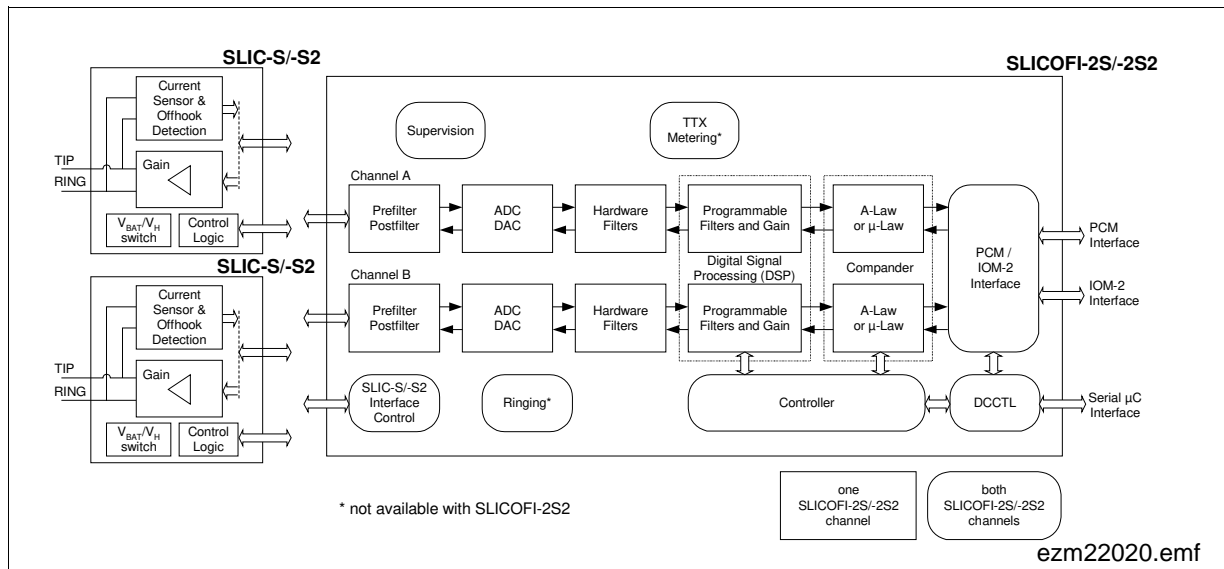 SLIC-S/-S2
SLICOFI-2S/-2S2
Current
Sensor &
Offhook
Detection
TIP
RING
Gain
VBAT/VH
switch
Control
Logic
Supervision
TTX
Metering*
Channel A
Prefilter
Postfilter
ADC
DAC
Hardware
Filters
Programmable
Filters and Gain
A-Law
or µ-Law
PCM /
IOM-2
Interface
PCM
Interface
IOM-2
Interface
Digital Signal
Processing (DSP)
Compander
SLIC-S/-S2
Current
Sensor &
Offhook
Detection
TIP
RING
Gain
VBAT/VH
switch
Control
Logic
Channel B
Prefilter
Postfilter
ADC
DAC
Hardware
Filters
Programmable
Filters and Gain
A-Law
or µ-Law
SLIC-S/-S2
Interface
Control
Ringing*
Controller
DCCTL
Serial µC
Interface
* not available with SLICOFI-2S2
one
SLICOFI-2S/-2S2
channel
both
SLICOFI-2S/-2S2
channels
ezm22020.emf